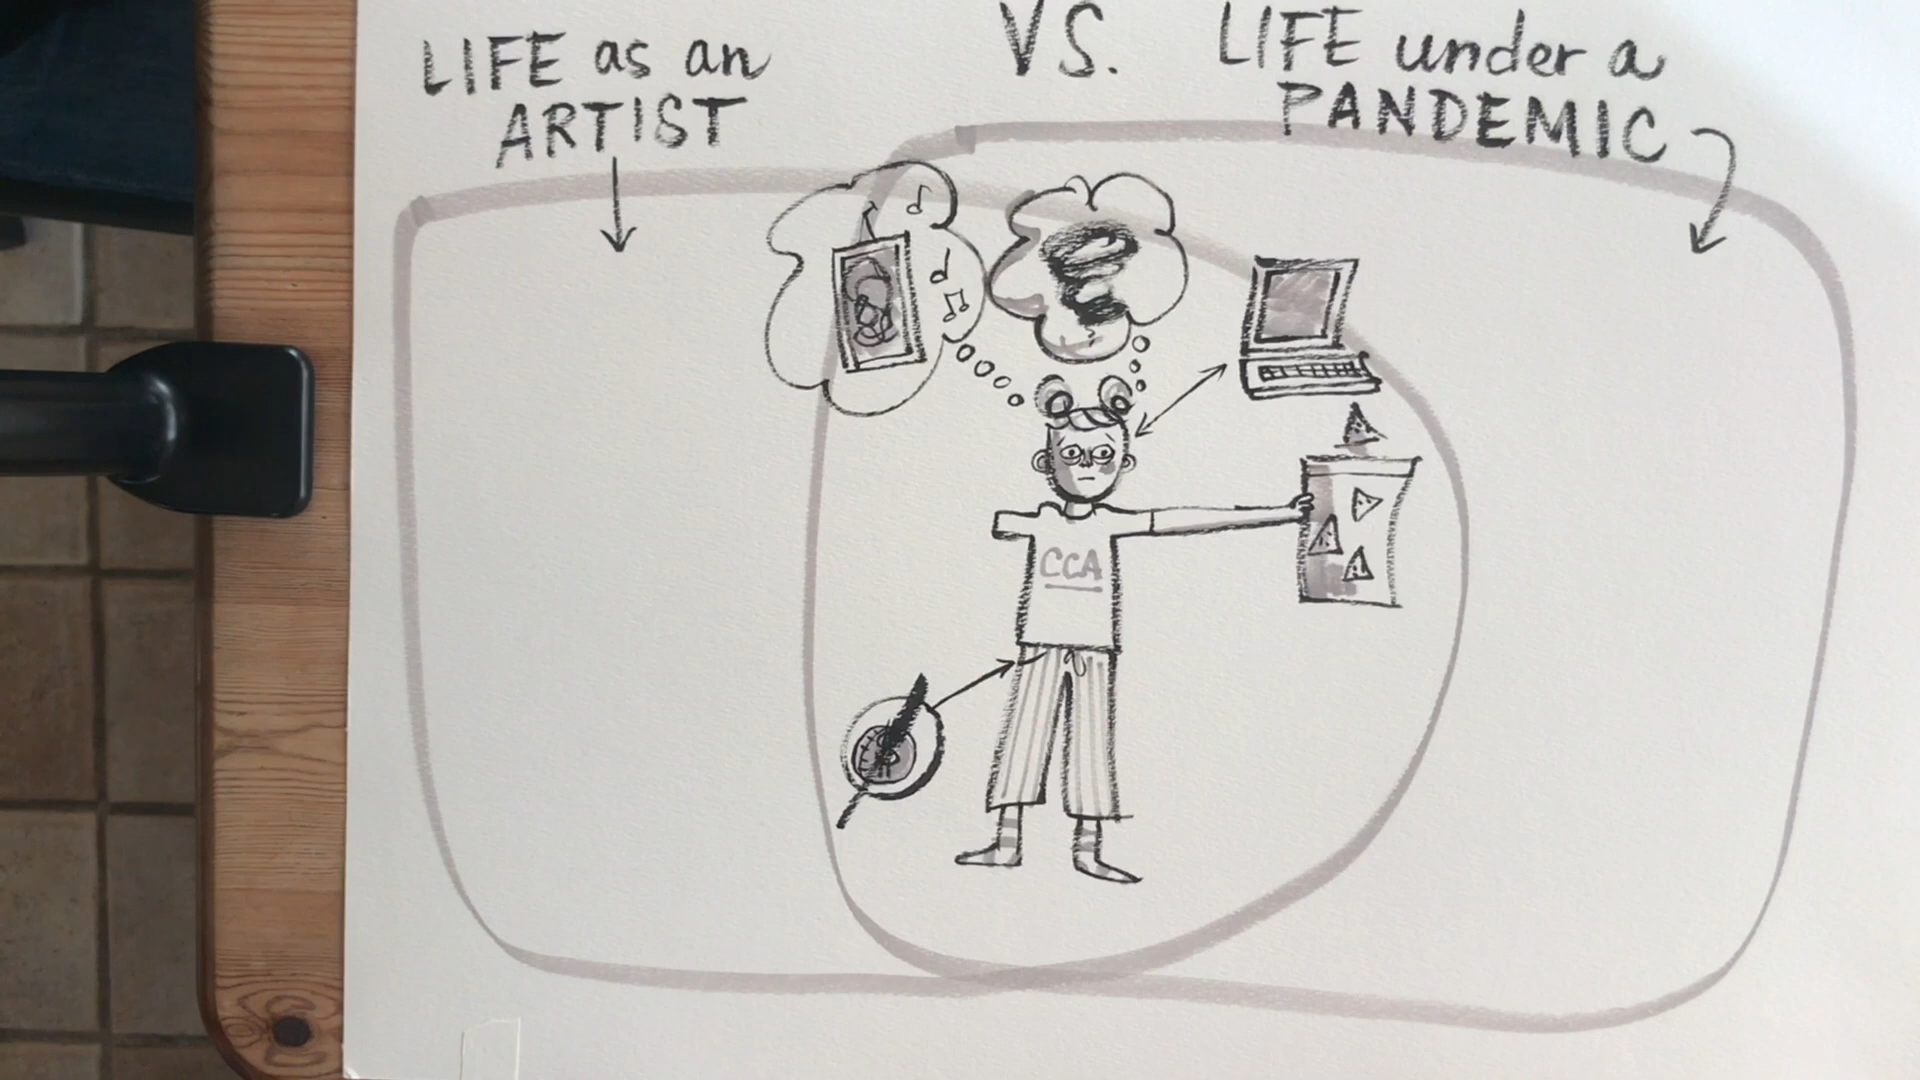 LIFE as an
ARTIST
VS.
LIFE under a
PANDEMIC
CCA